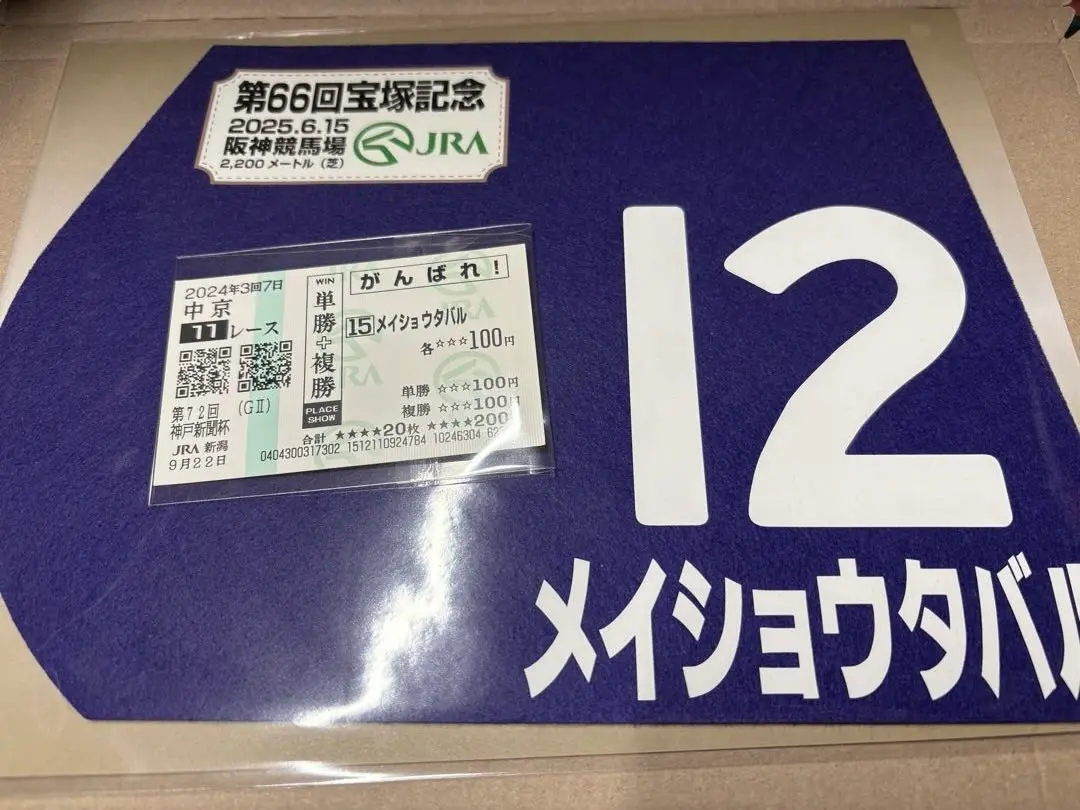 第66回宝塚記念
2025.6.15
阪神競馬場
2,200メートル（芝）
JRA
2024年3回7日
中京
11レース
第72回 (GⅡ)
神戸新聞杯
JRA 新潟
9月22日
WIN
単勝+複勝
PLACE
SHOW
がんばれ！
15 メイショウタバル
各☆☆☆100円
単勝 ☆☆☆100円
複勝 ☆☆☆100円
合計 ★★★★20枚 ★★★★200
0404300317302 1512110924784 10246304
12
メイショウタバル